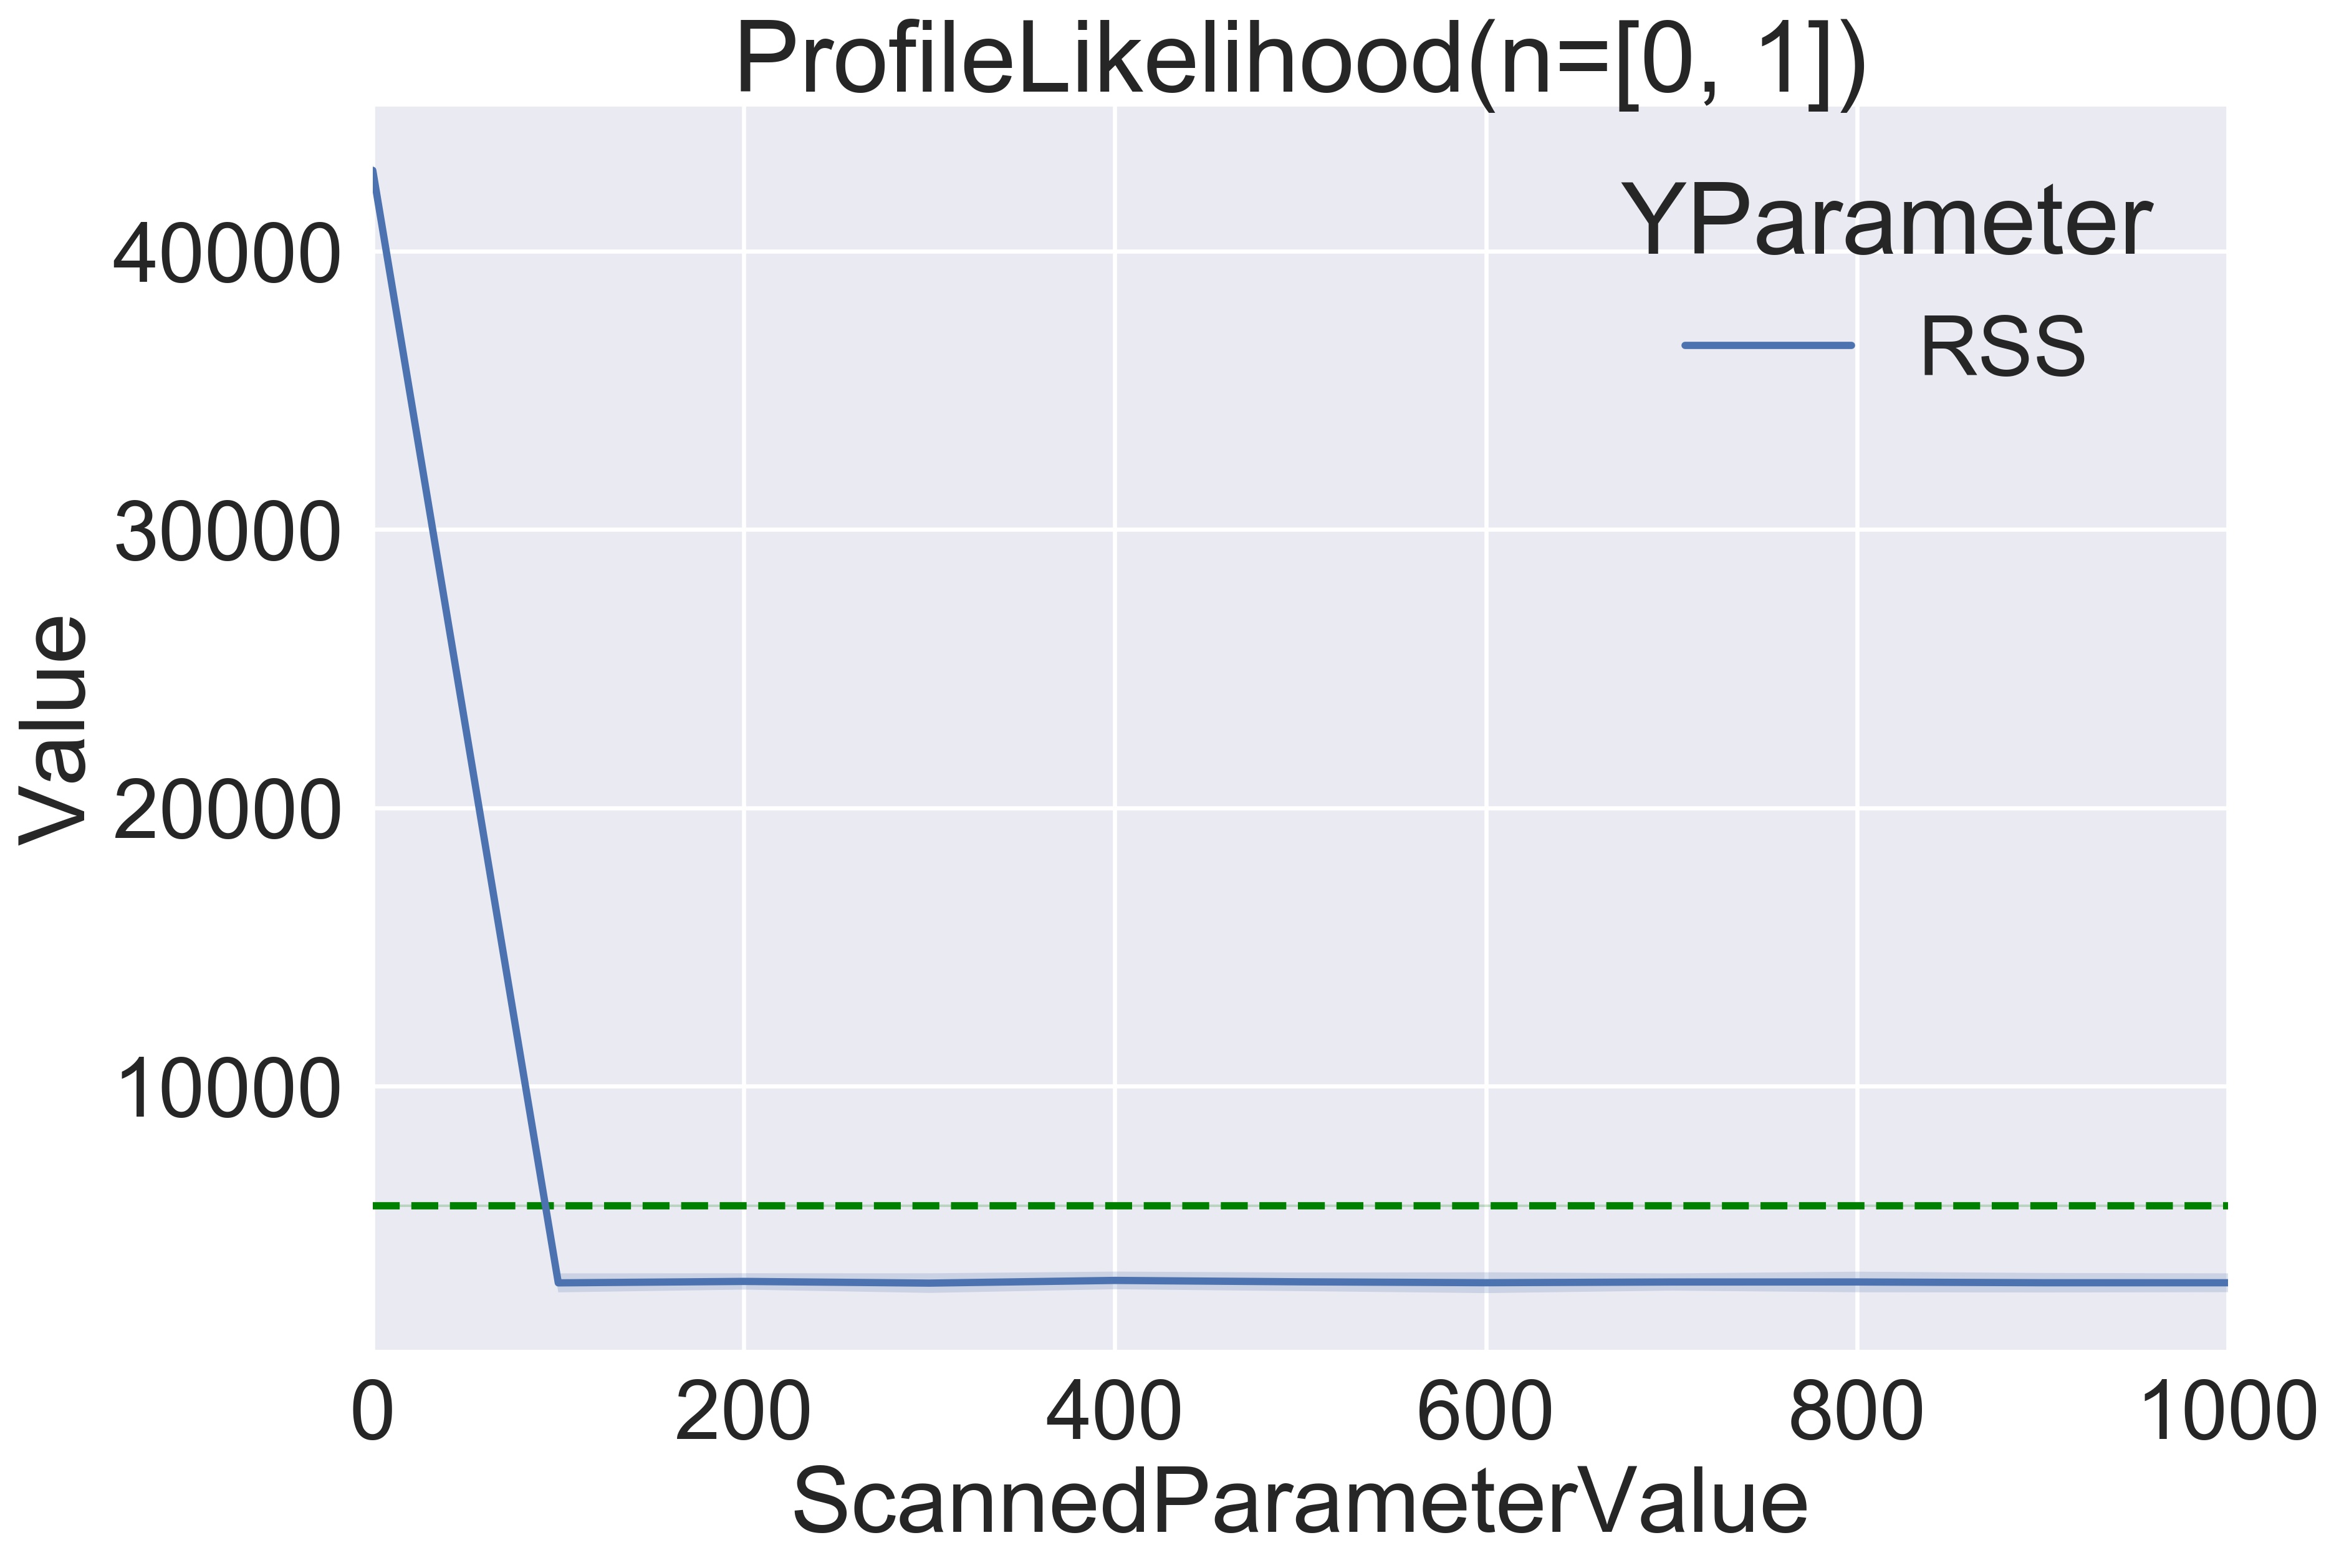 ProfileLikelihood(n=[0, 1])
YParameter
RSS
40000
30000
20000
10000
Value
0 200 400 600 800 1000
ScannedParameterValue